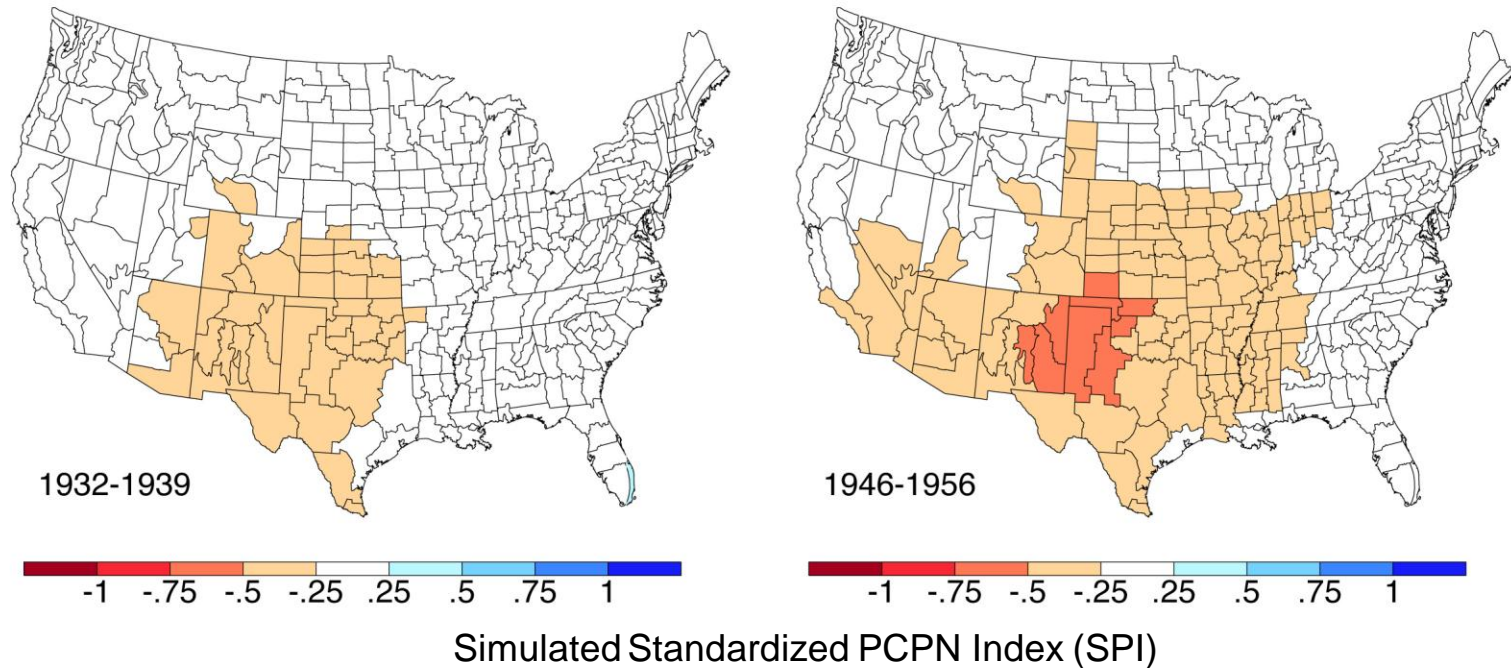 1932-1939
1946-1956
-1 -.75 -.5 -.25 .25 .5 .75 1
-1 -.75 -.5 -.25 .25 .5 .75 1
Simulated Standardized PCPN Index (SPI)